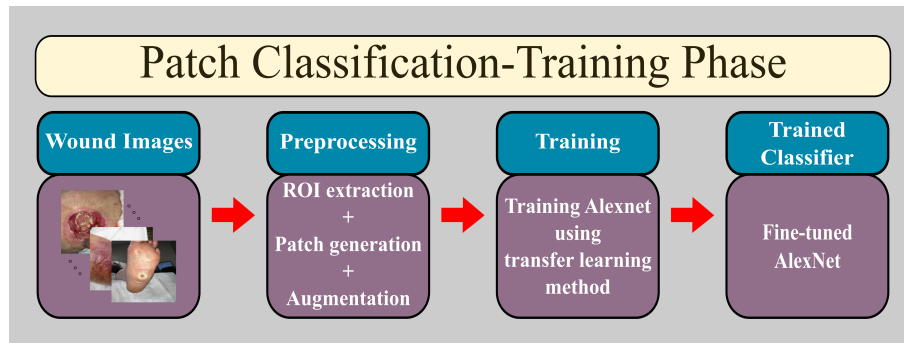 Patch Classification-Training Phase
Wound Images
Preprocessing
ROI extraction
+
Patch generation
+
Augmentation
Training
Training Alexnet
using
transfer learning
method
Trained
Classifier
Fine-tuned
AlexNet